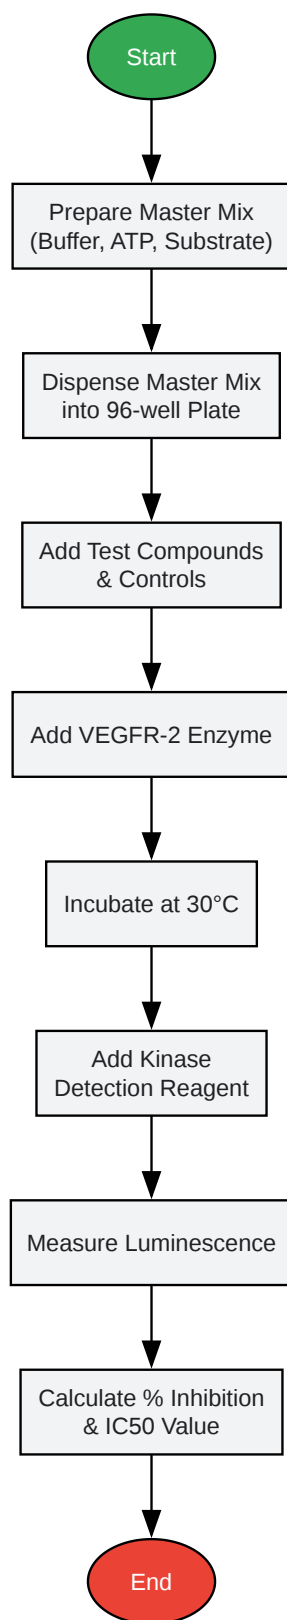 Start
Prepare Master Mix
(Buffer, ATP, Substrate)
Dispense Master Mix
into 96-well Plate
Add Test Compounds
& Controls
Add VEGFR-2 Enzyme
Incubate at 30°C
Add Kinase
Detection Reagent
Measure Luminescence
Calculate % Inhibition
& IC50 Value
End